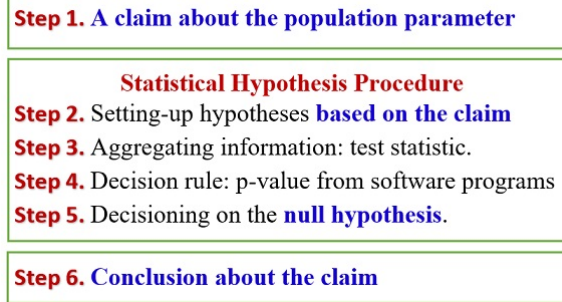 Step 1. A claim about the population parameter
Statistical Hypothesis Procedure
Step 2. Setting-up hypotheses based on the claim
Step 3. Aggregating information: test statistic.
Step 4. Decision rule: p-value from software programs
Step 5. Decisioning on the null hypothesis.
Step 6. Conclusion about the claim